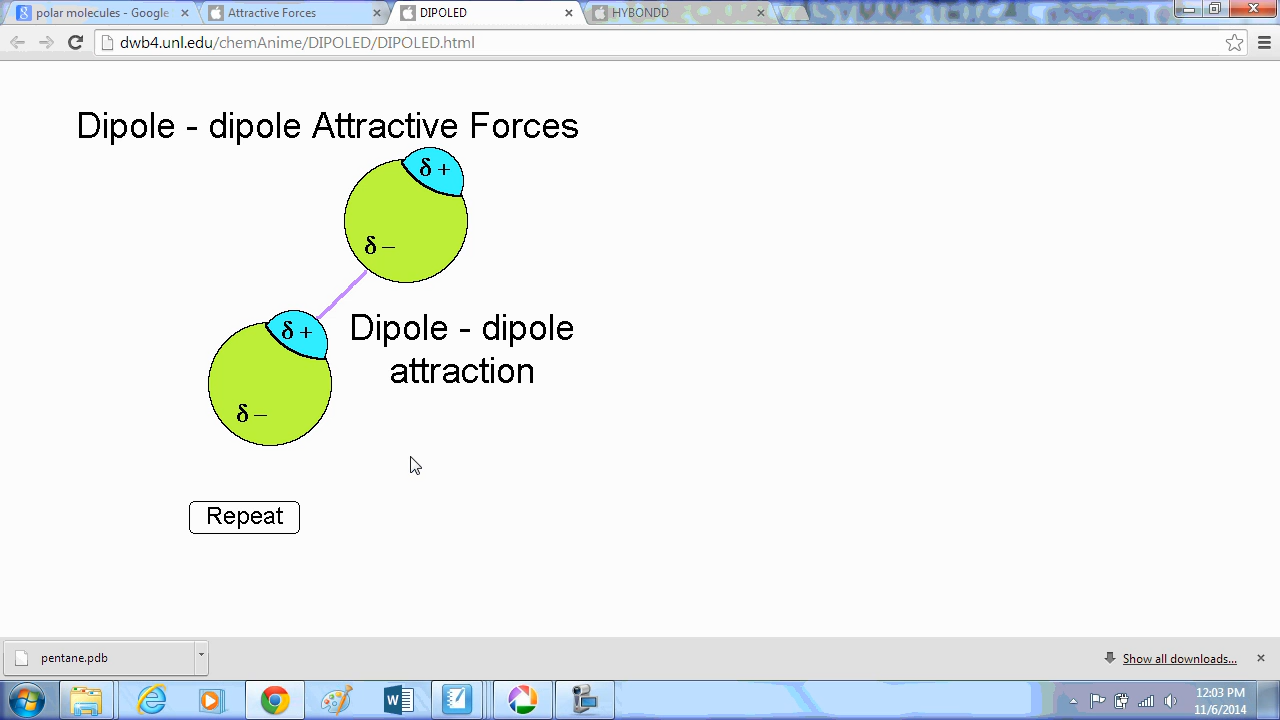 polar molecules - Google
Attractive Forces
DIPOLED
HYBONDD
dwb4.unl.edu/chemAnime/DIPOLED/DIPOLED.html
Dipole - dipole Attractive Forces
δ +
δ –
δ +
Dipole - dipole
attraction
δ –
Repeat
pentane.pdb
Show all downloads...
12:03 PM
11/6/2014